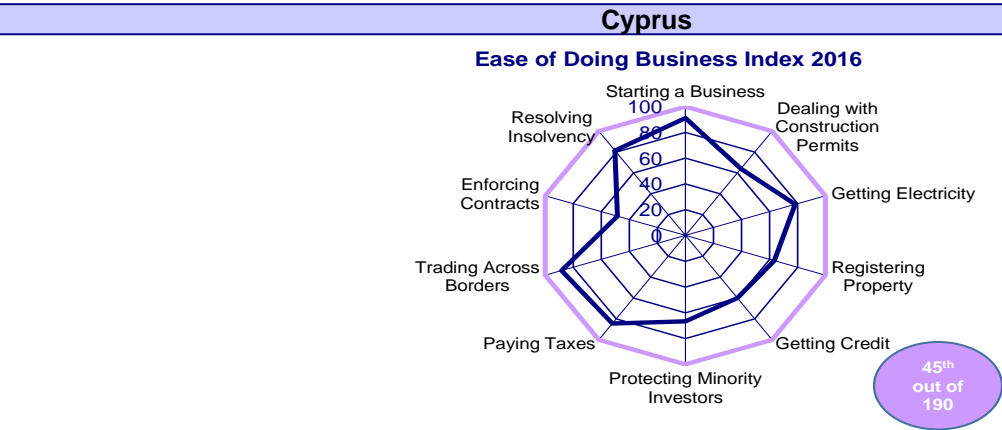 Cyprus
Ease of Doing Business Index 2016
Starting a Business
Dealing with
Construction
Permits
Getting Electricity
Registering
Property
Getting Credit
Protecting Minority
Investors
Paying Taxes
Trading Across
Borders
Enforcing
Contracts
Resolving
Insolvency
100
80
60
40
20
0
45th
out of
190